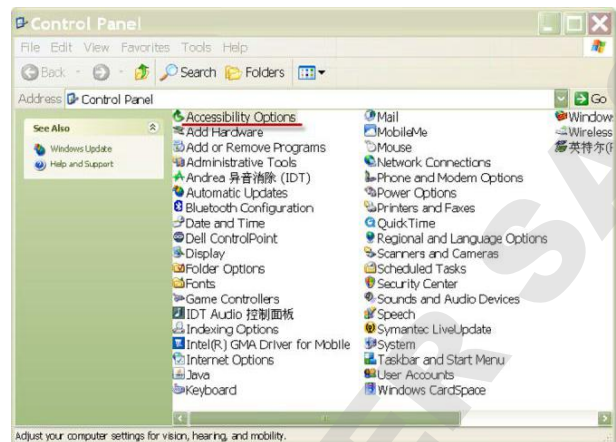 Control Panel
File Edit View Favorites Tools Help
Back Search Folders
Address Control Panel Go
See Also
Windows Update
Help and Support
Accessibility Options
Add Hardware
Add or Remove Programs
Administrative Tools
Andrea 异音消除 (IDT)
Automatic Updates
Bluetooth Configuration
Date and Time
Dell ControlPoint
Display
Folder Options
Fonts
Game Controllers
IDT Audio 控制面板
Indexing Options
Intel(R) GMA Driver for Mobile
Internet Options
Java
Keyboard
Mail
MobileMe
Mouse
Network Connections
Phone and Modem Options
Power Options
Printers and Faxes
QuickTime
Regional and Language Options
Scanners and Cameras
Scheduled Tasks
Security Center
Sounds and Audio Devices
Speech
Symantec LiveUpdate
System
Taskbar and Start Menu
User Accounts
Windows CardSpace
Window
Wireless
英特尔(
Adjust your computer settings for vision, hearing, and mobility.